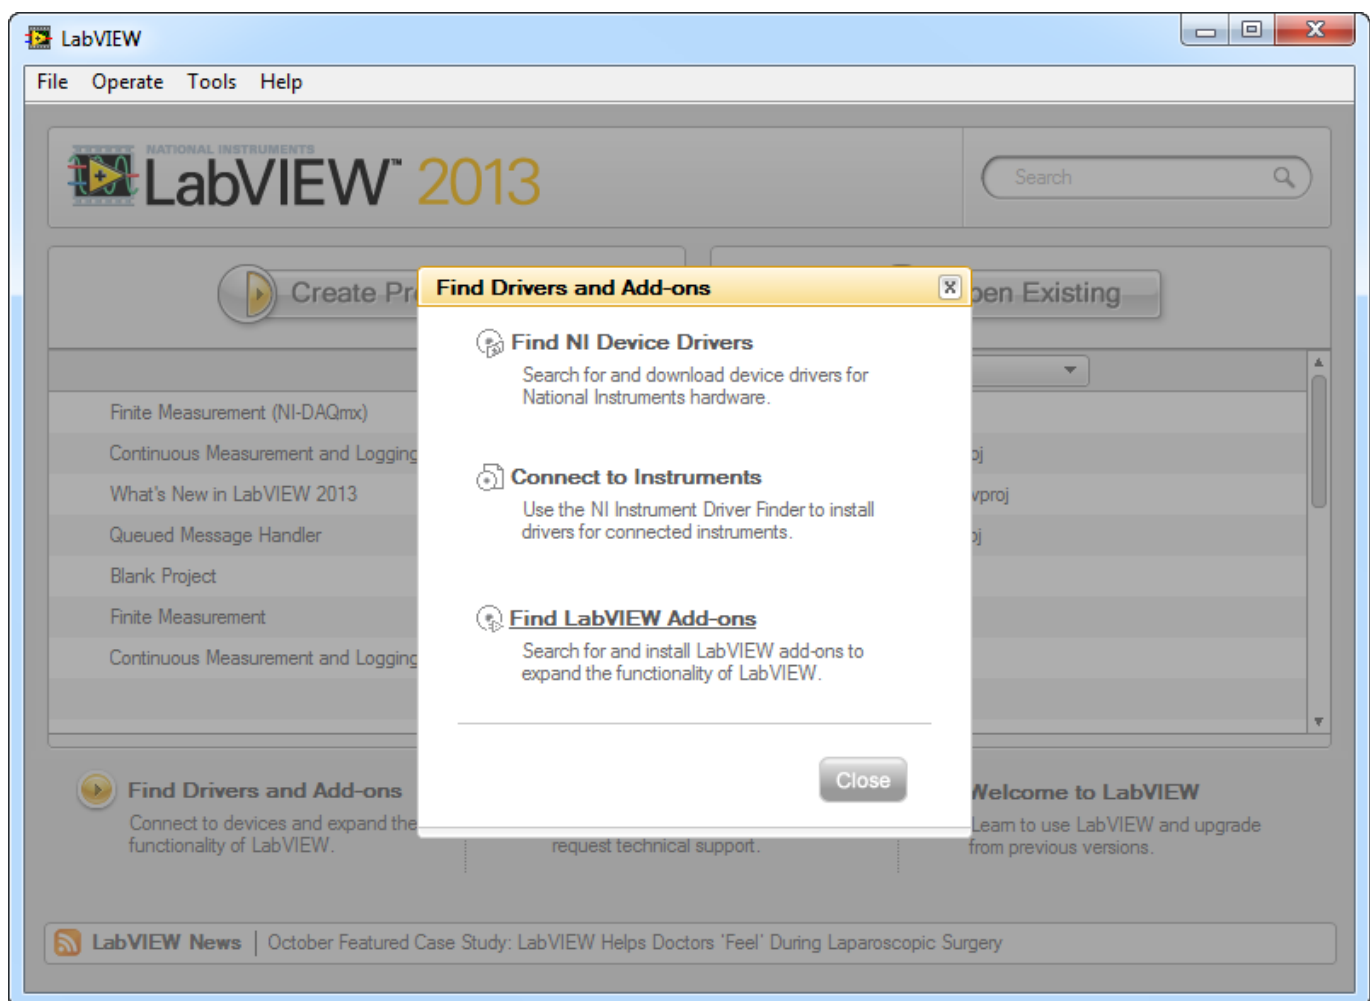 LabVIEW
File Operate Tools Help
NATIONAL INSTRUMENTS
LabVIEW™ 2013
Search
Create Pr
pen Existing
Find Drivers and Add-ons
Find NI Device Drivers
Search for and download device drivers for
National Instruments hardware.
Connect to Instruments
Use the NI Instrument Driver Finder to install
drivers for connected instruments.
Find LabVIEW Add-ons
Search for and install LabVIEW add-ons to
expand the functionality of LabVIEW.
Close
Finite Measurement (NI-DAQmx)
Continuous Measurement and Logging
What's New in LabVIEW 2013
Queued Message Handler
Blank Project
Finite Measurement
Continuous Measurement and Logging
oj
vproj
oj
Find Drivers and Add-ons
Connect to devices and expand the
functionality of LabVIEW.
request technical support.
Welcome to LabVIEW
Learn to use LabVIEW and upgrade
from previous versions.
LabVIEW News | October Featured Case Study: LabVIEW Helps Doctors 'Feel' During Laparoscopic Surgery